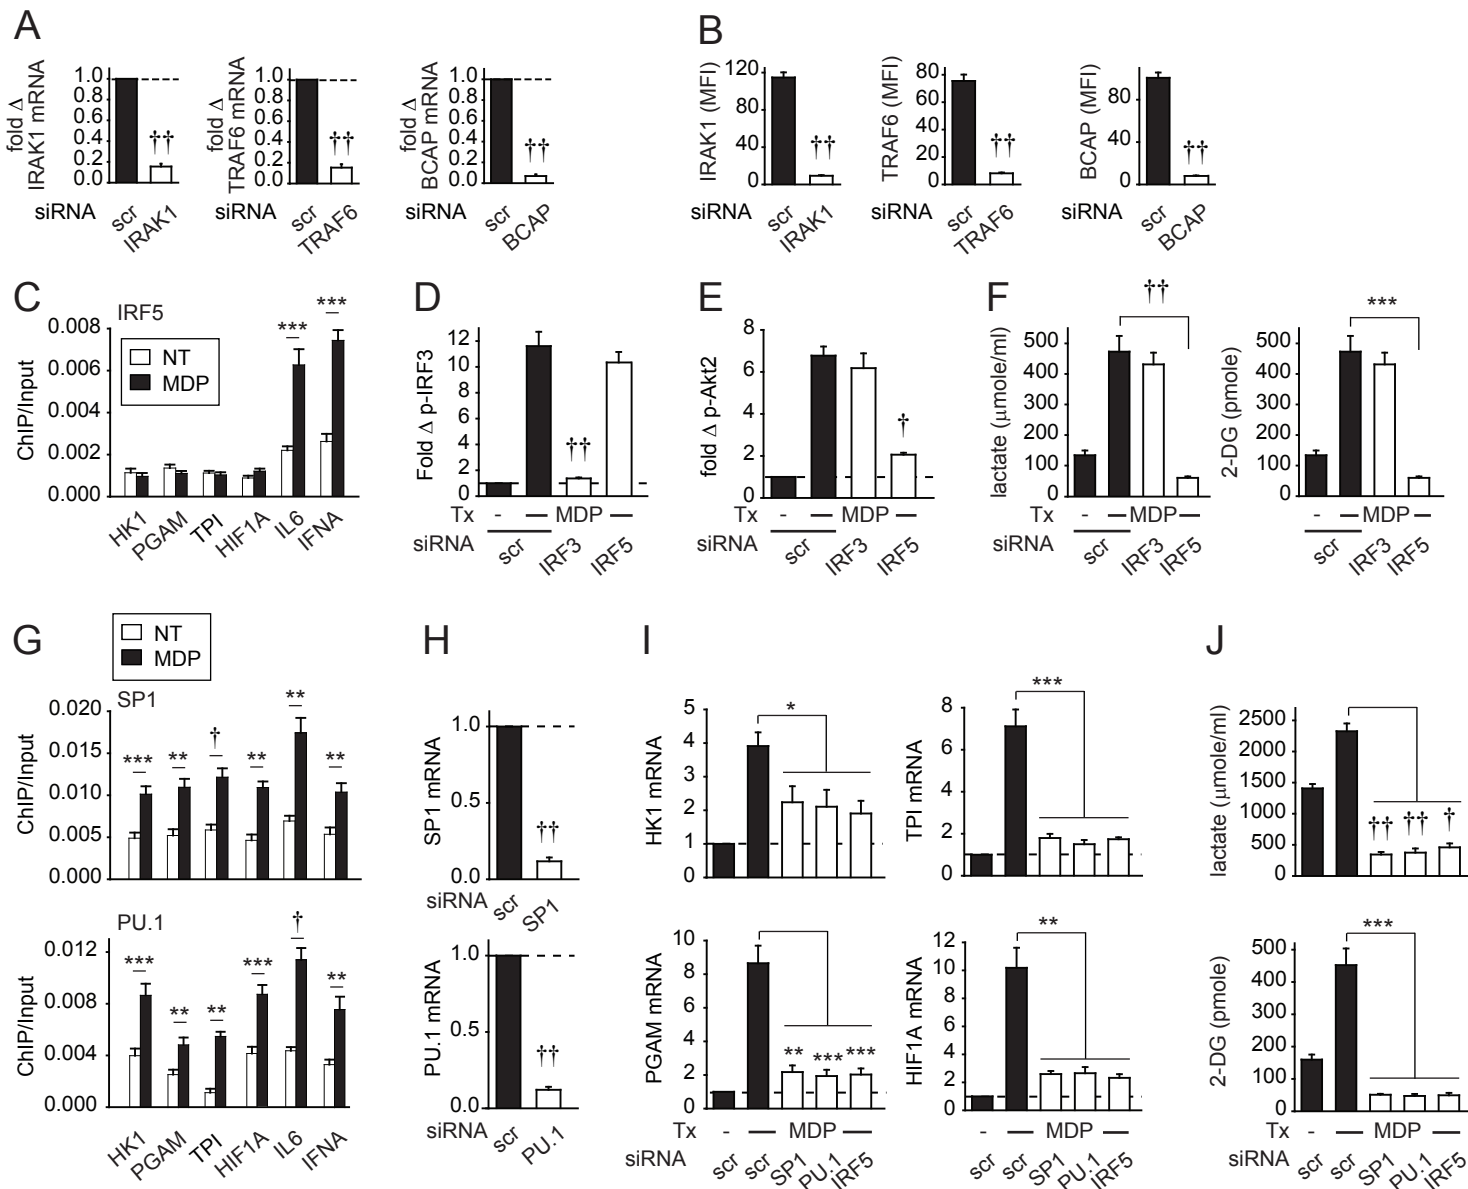 A
fold Δ
IRAK1 mRNA
1.0
0.8
0.6
0.4
0.2
0
††
siRNA
scr
IRAK1
fold Δ
TRAF6 mRNA
1.0
0.8
0.6
0.4
0.2
0
††
siRNA
scr
TRAF6
fold Δ
BCAP mRNA
1.0
0.8
0.6
0.4
0.2
0
††
siRNA
scr
BCAP
B
IRAK1 (MFI)
120
80
40
0
††
siRNA
scr
IRAK1
TRAF6 (MFI)
80
60
40
20
0
††
siRNA
scr
TRAF6
BCAP (MFI)
80
40
0
††
siRNA
scr
BCAP
C
IRF5
NT
MDP
ChIP/Input
0.008
0.006
0.004
0.002
0.000
***
***
HK1
PGAM
TPI
HIF1A
IL6
IFNA
D
Fold Δ p-IRF3
12
10
8
6
4
2
0
††
Tx - MDP
siRNA
scr
IRF3
IRF5
E
fold Δ p-Akt2
8
6
4
2
0
†
Tx - MDP
siRNA
scr
IRF3
IRF5
F
lactate (μmole/ml)
500
400
300
200
100
0
††
Tx - MDP
siRNA
scr
IRF3
IRF5
2-DG (pmole)
500
400
300
200
100
0
***
- MDP
scr
IRF3
IRF5
G
NT
MDP
SP1
ChIP/Input
0.020
0.015
0.010
0.005
0.000
***
**
†
**
**
**
PU.1
ChIP/Input
0.012
0.008
0.004
0.000
***
**
**
***
†
**
HK1
PGAM
TPI
HIF1A
IL6
IFNA
H
SP1 mRNA
1.0
0.5
0.0
††
siRNA
scr
SP1
PU.1 mRNA
1.0
0.5
0.0
††
siRNA
scr
PU.1
I
HK1 mRNA
5
4
3
2
1
0
*
TPI mRNA
8
6
4
2
0
***
PGAM mRNA
10
8
6
4
2
0
**
***
***
Tx - MDP
siRNA
scr
scr
SP1
PU.1
IRF5
HIF1A mRNA
12
10
8
6
4
2
0
**
- MDP
scr
scr
SP1
PU.1
IRF5
J
lactate (μmole/ml)
2500
2000
1500
1000
500
0
††
††
†
2-DG (pmole)
500
400
300
200
100
0
***
Tx - MDP
siRNA
scr
scr
SP1
PU.1
IRF5